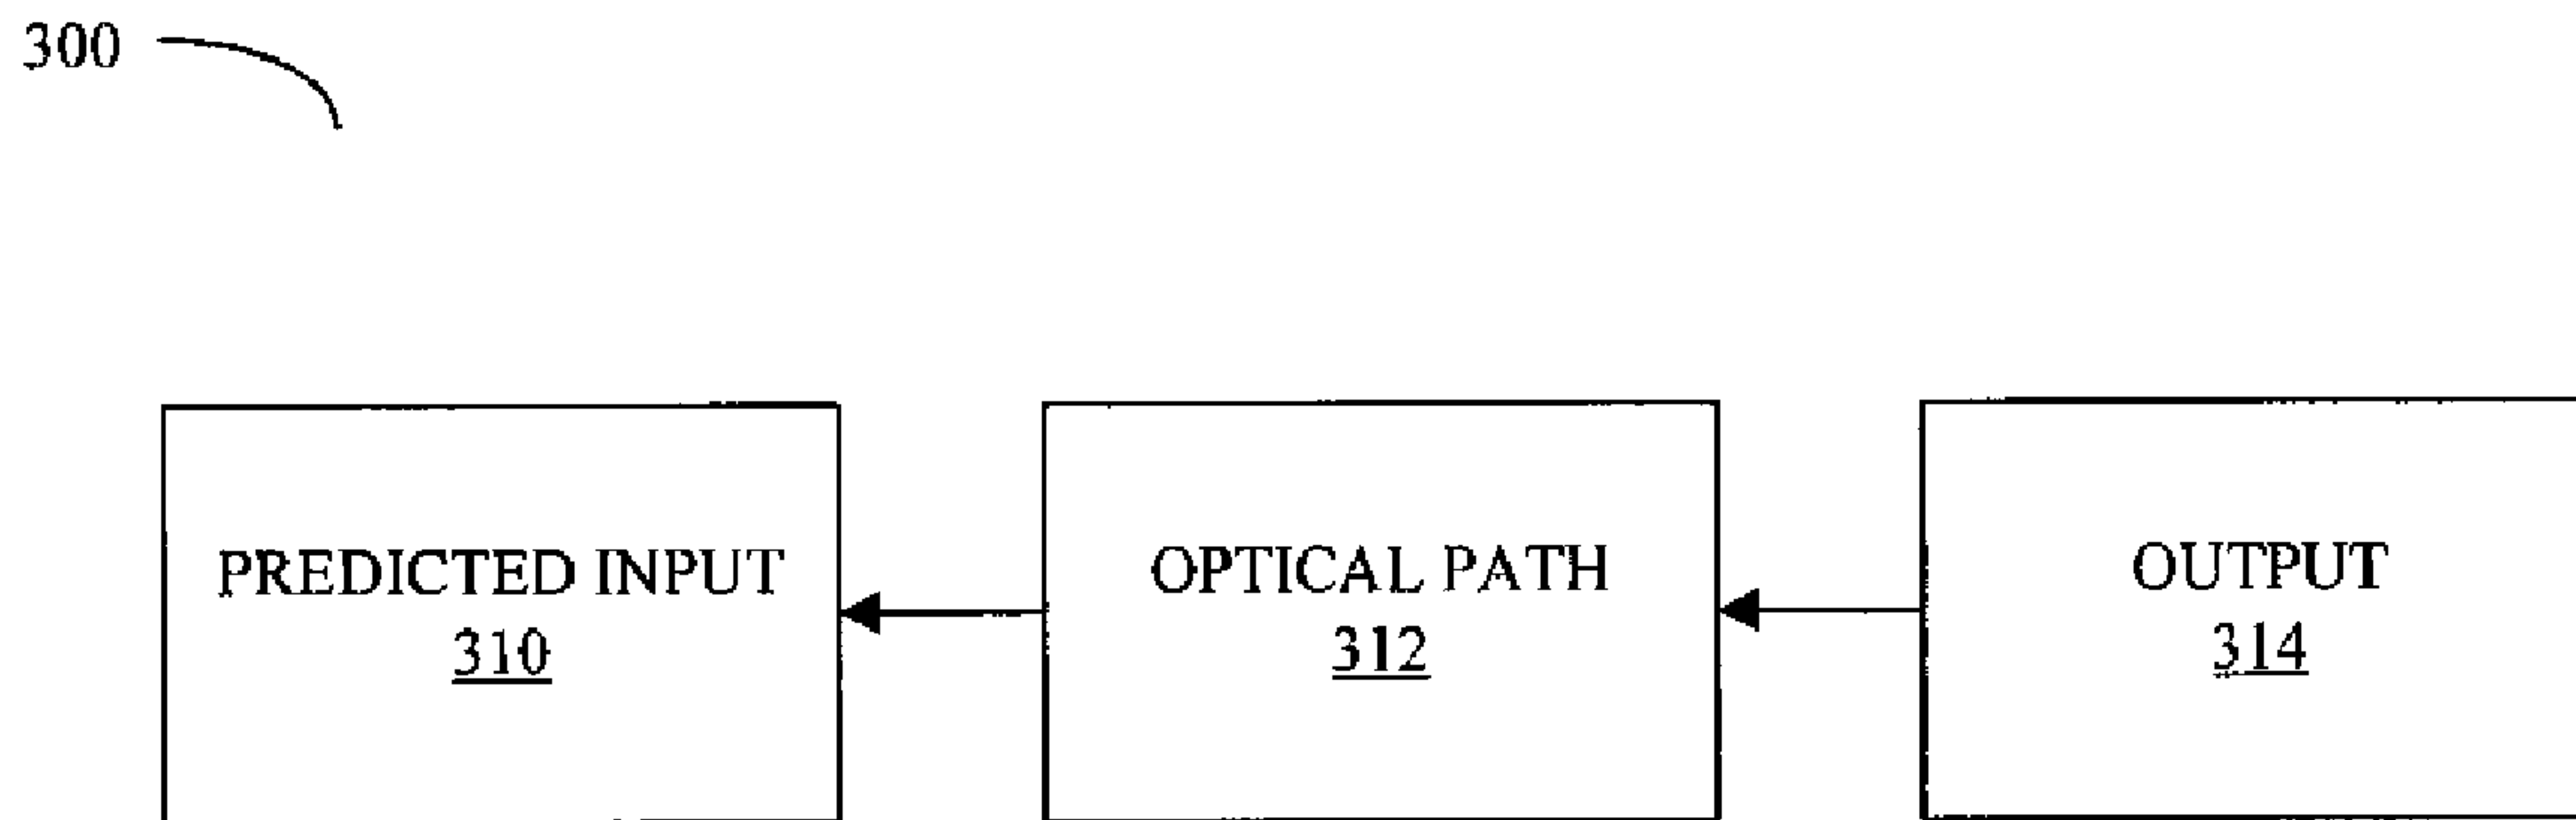 300
PREDICTED INPUT
310
OPTICAL PATH
312
OUTPUT
314